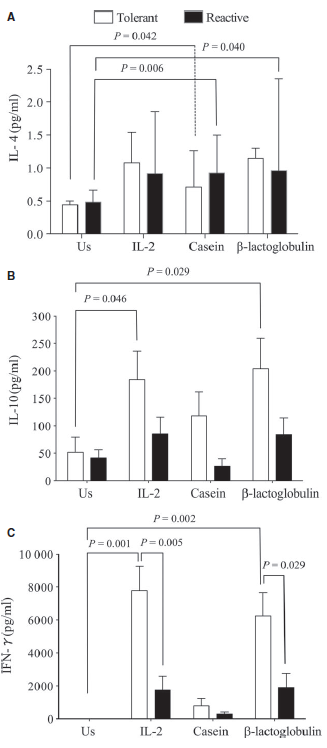 A
Tolerant Reactive
P = 0.042
P = 0.040
P = 0.006
IL- 4 (pg/ml)
2.5
2.0
1.5
1.0
0.5
0.0
Us IL-2 Casein β-lactoglobulin
B
P = 0.029
P = 0.046
IL-10 (pg/ml)
300
250
200
150
100
50
0
Us IL-2 Casein β-lactoglobulin
C
P = 0.002
P = 0.001 P = 0.005
P = 0.029
IFN- γ (pg/ml)
10 000
8000
6000
4000
2000
0
Us IL-2 Casein β-lactoglobulin